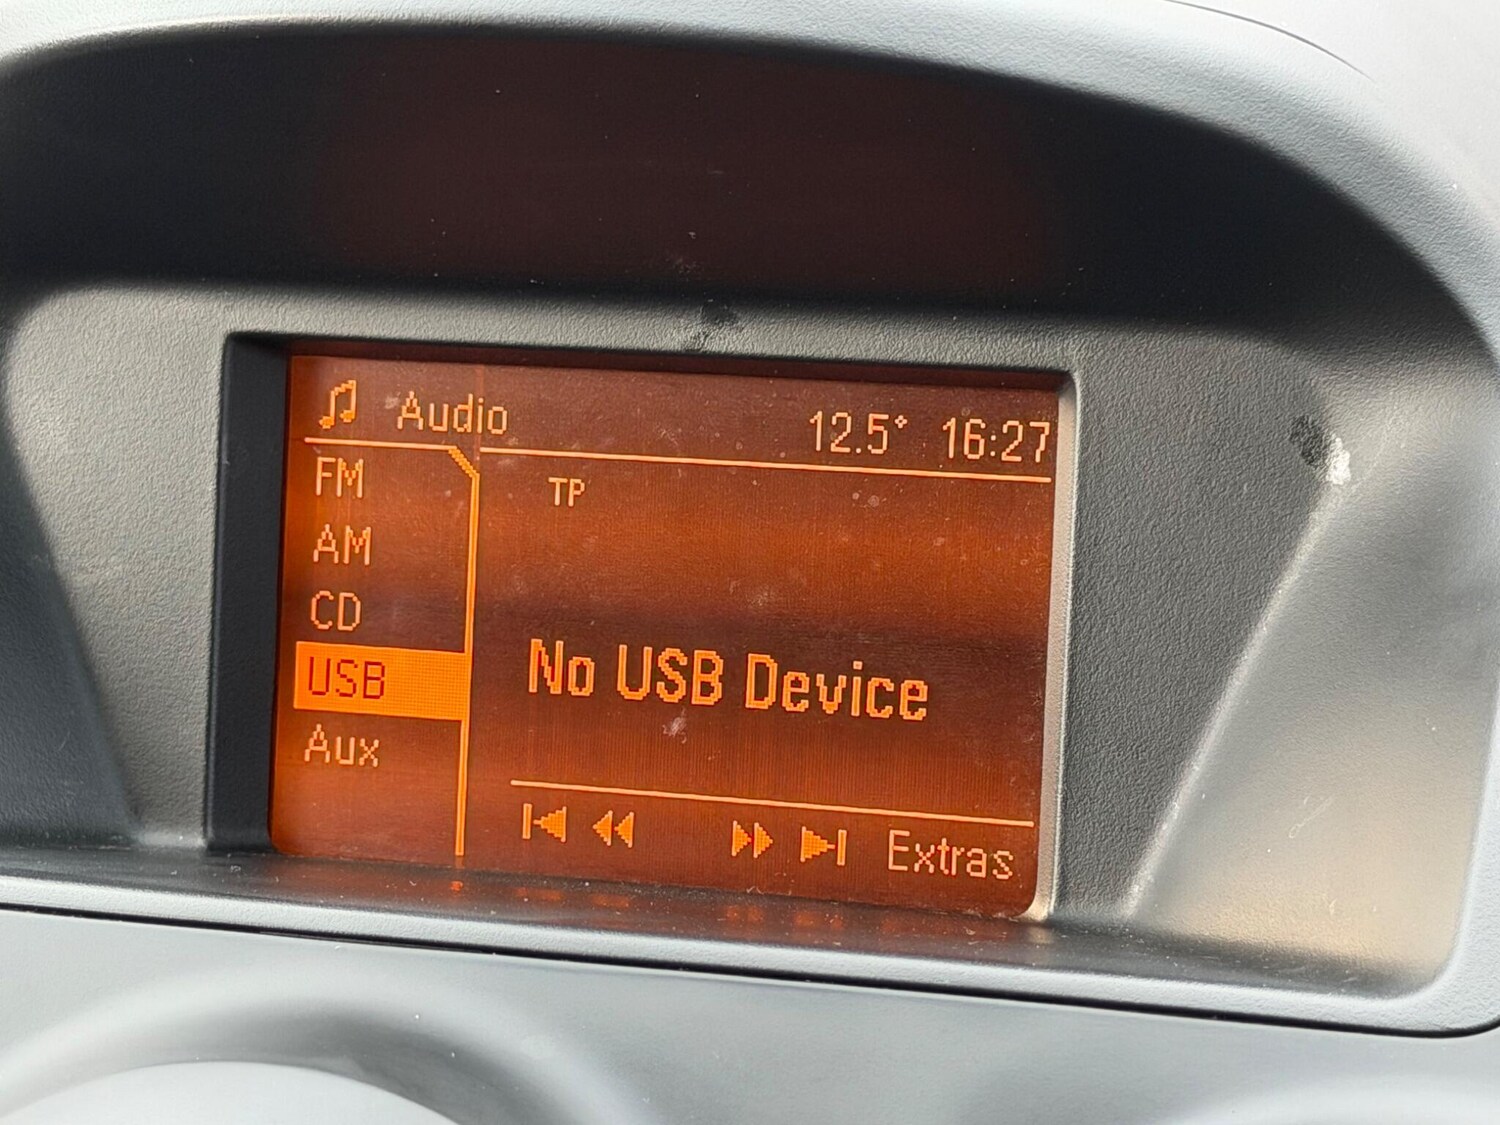 Audio 12.5° 16:27
FM
TP
AM
CD
USB
No USB Device
Aux
Extras